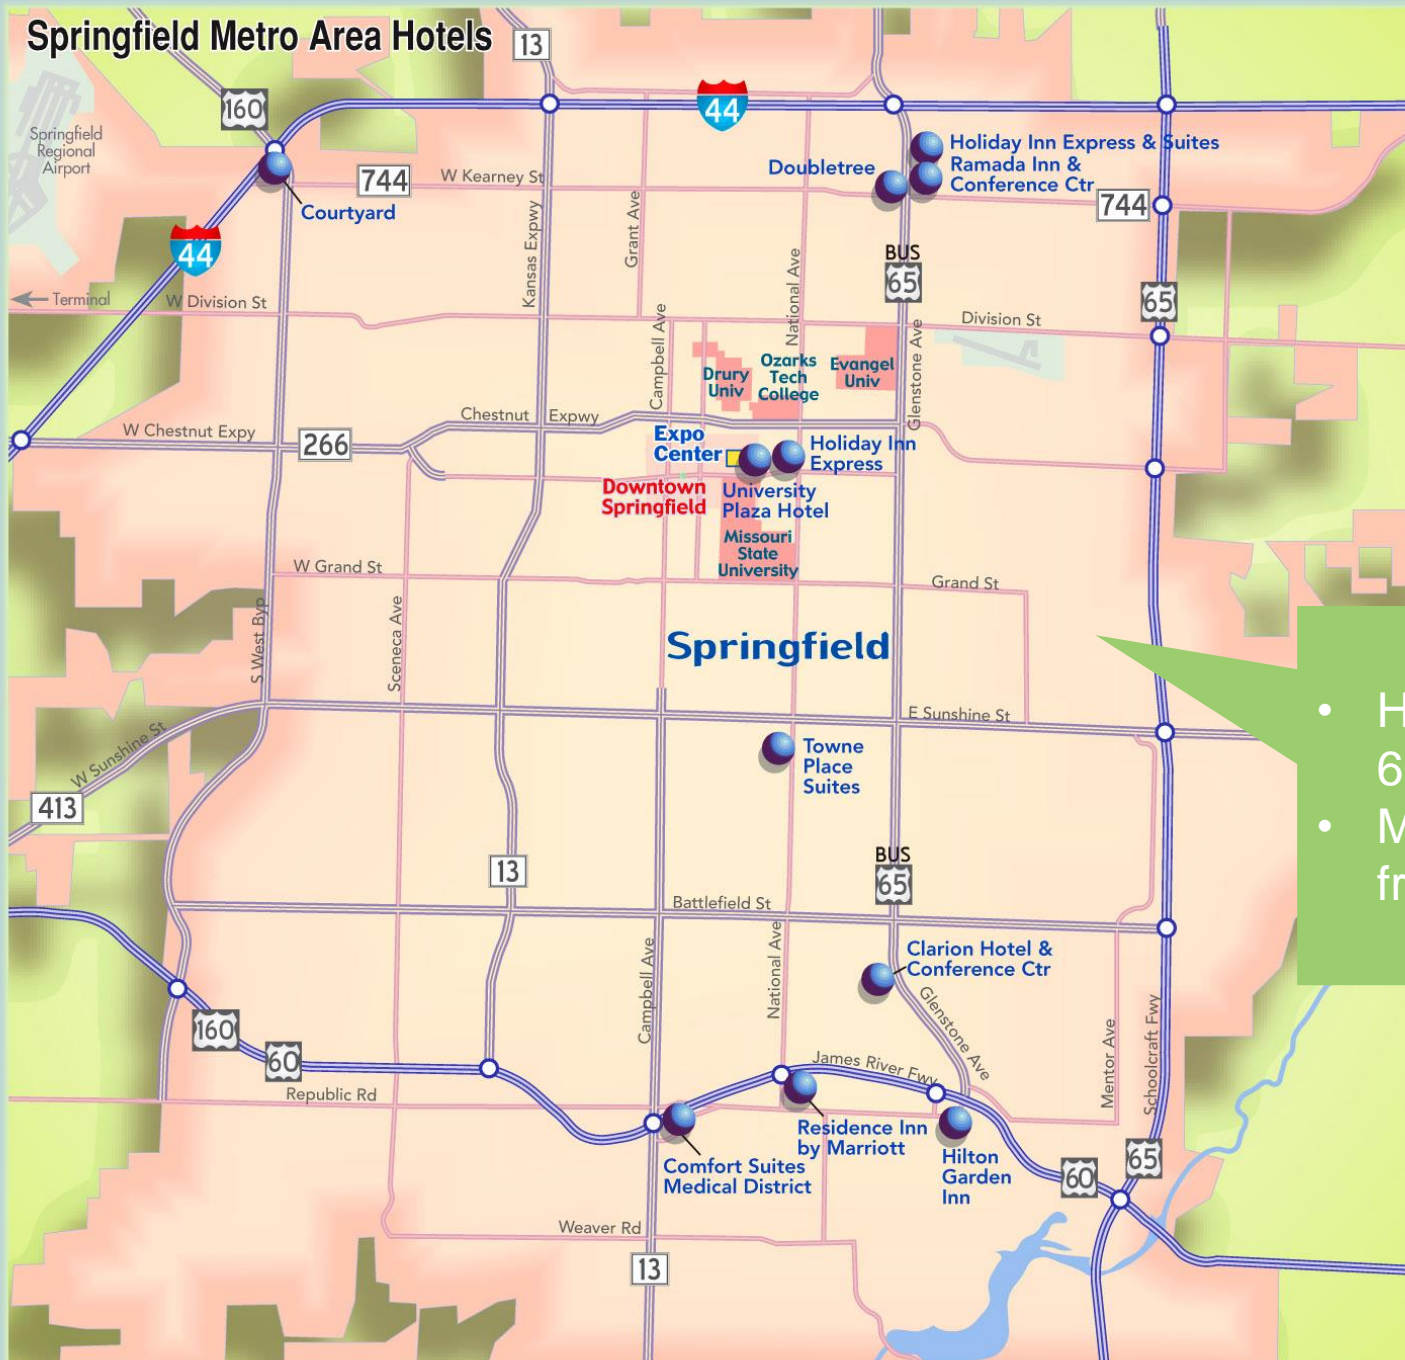 Springfield Metro Area Hotels
13
160
44
Springfield
Regional
Airport
Holiday Inn Express & Suites
Doubletree
Ramada Inn &
Conference Ctr
744
W Kearney St
744
Courtyard
Kansas Expwy
Grant Ave
National Ave
44
BUS
65
65
Terminal
W Division St
Division St
Campbell Ave
Glenstone Ave
Drury
Univ
Ozarks
Tech
College
Evangel
Univ
Chestnut Expwy
W Chestnut Expy
266
Expo
Center
Holiday Inn
Express
Downtown
Springfield
University
Plaza Hotel
Missouri
State
University
W Grand St
Grand St
S West Byp
Sceneca Ave
Springfield
E Sunshine St
W Sunshine St
413
Towne
Place
Suites
H
6
M
fr
13
BUS
65
Battlefield St
Campbell Ave
National Ave
Clarion Hotel &
Conference Ctr
Glenstone Ave
Mentor Ave
Schoolcraft Fwy
160
60
James River Fwy
Republic Rd
Residence Inn
by Marriott
Comfort Suites
Medical District
Hilton
Garden
Inn
60
65
Weaver Rd
13